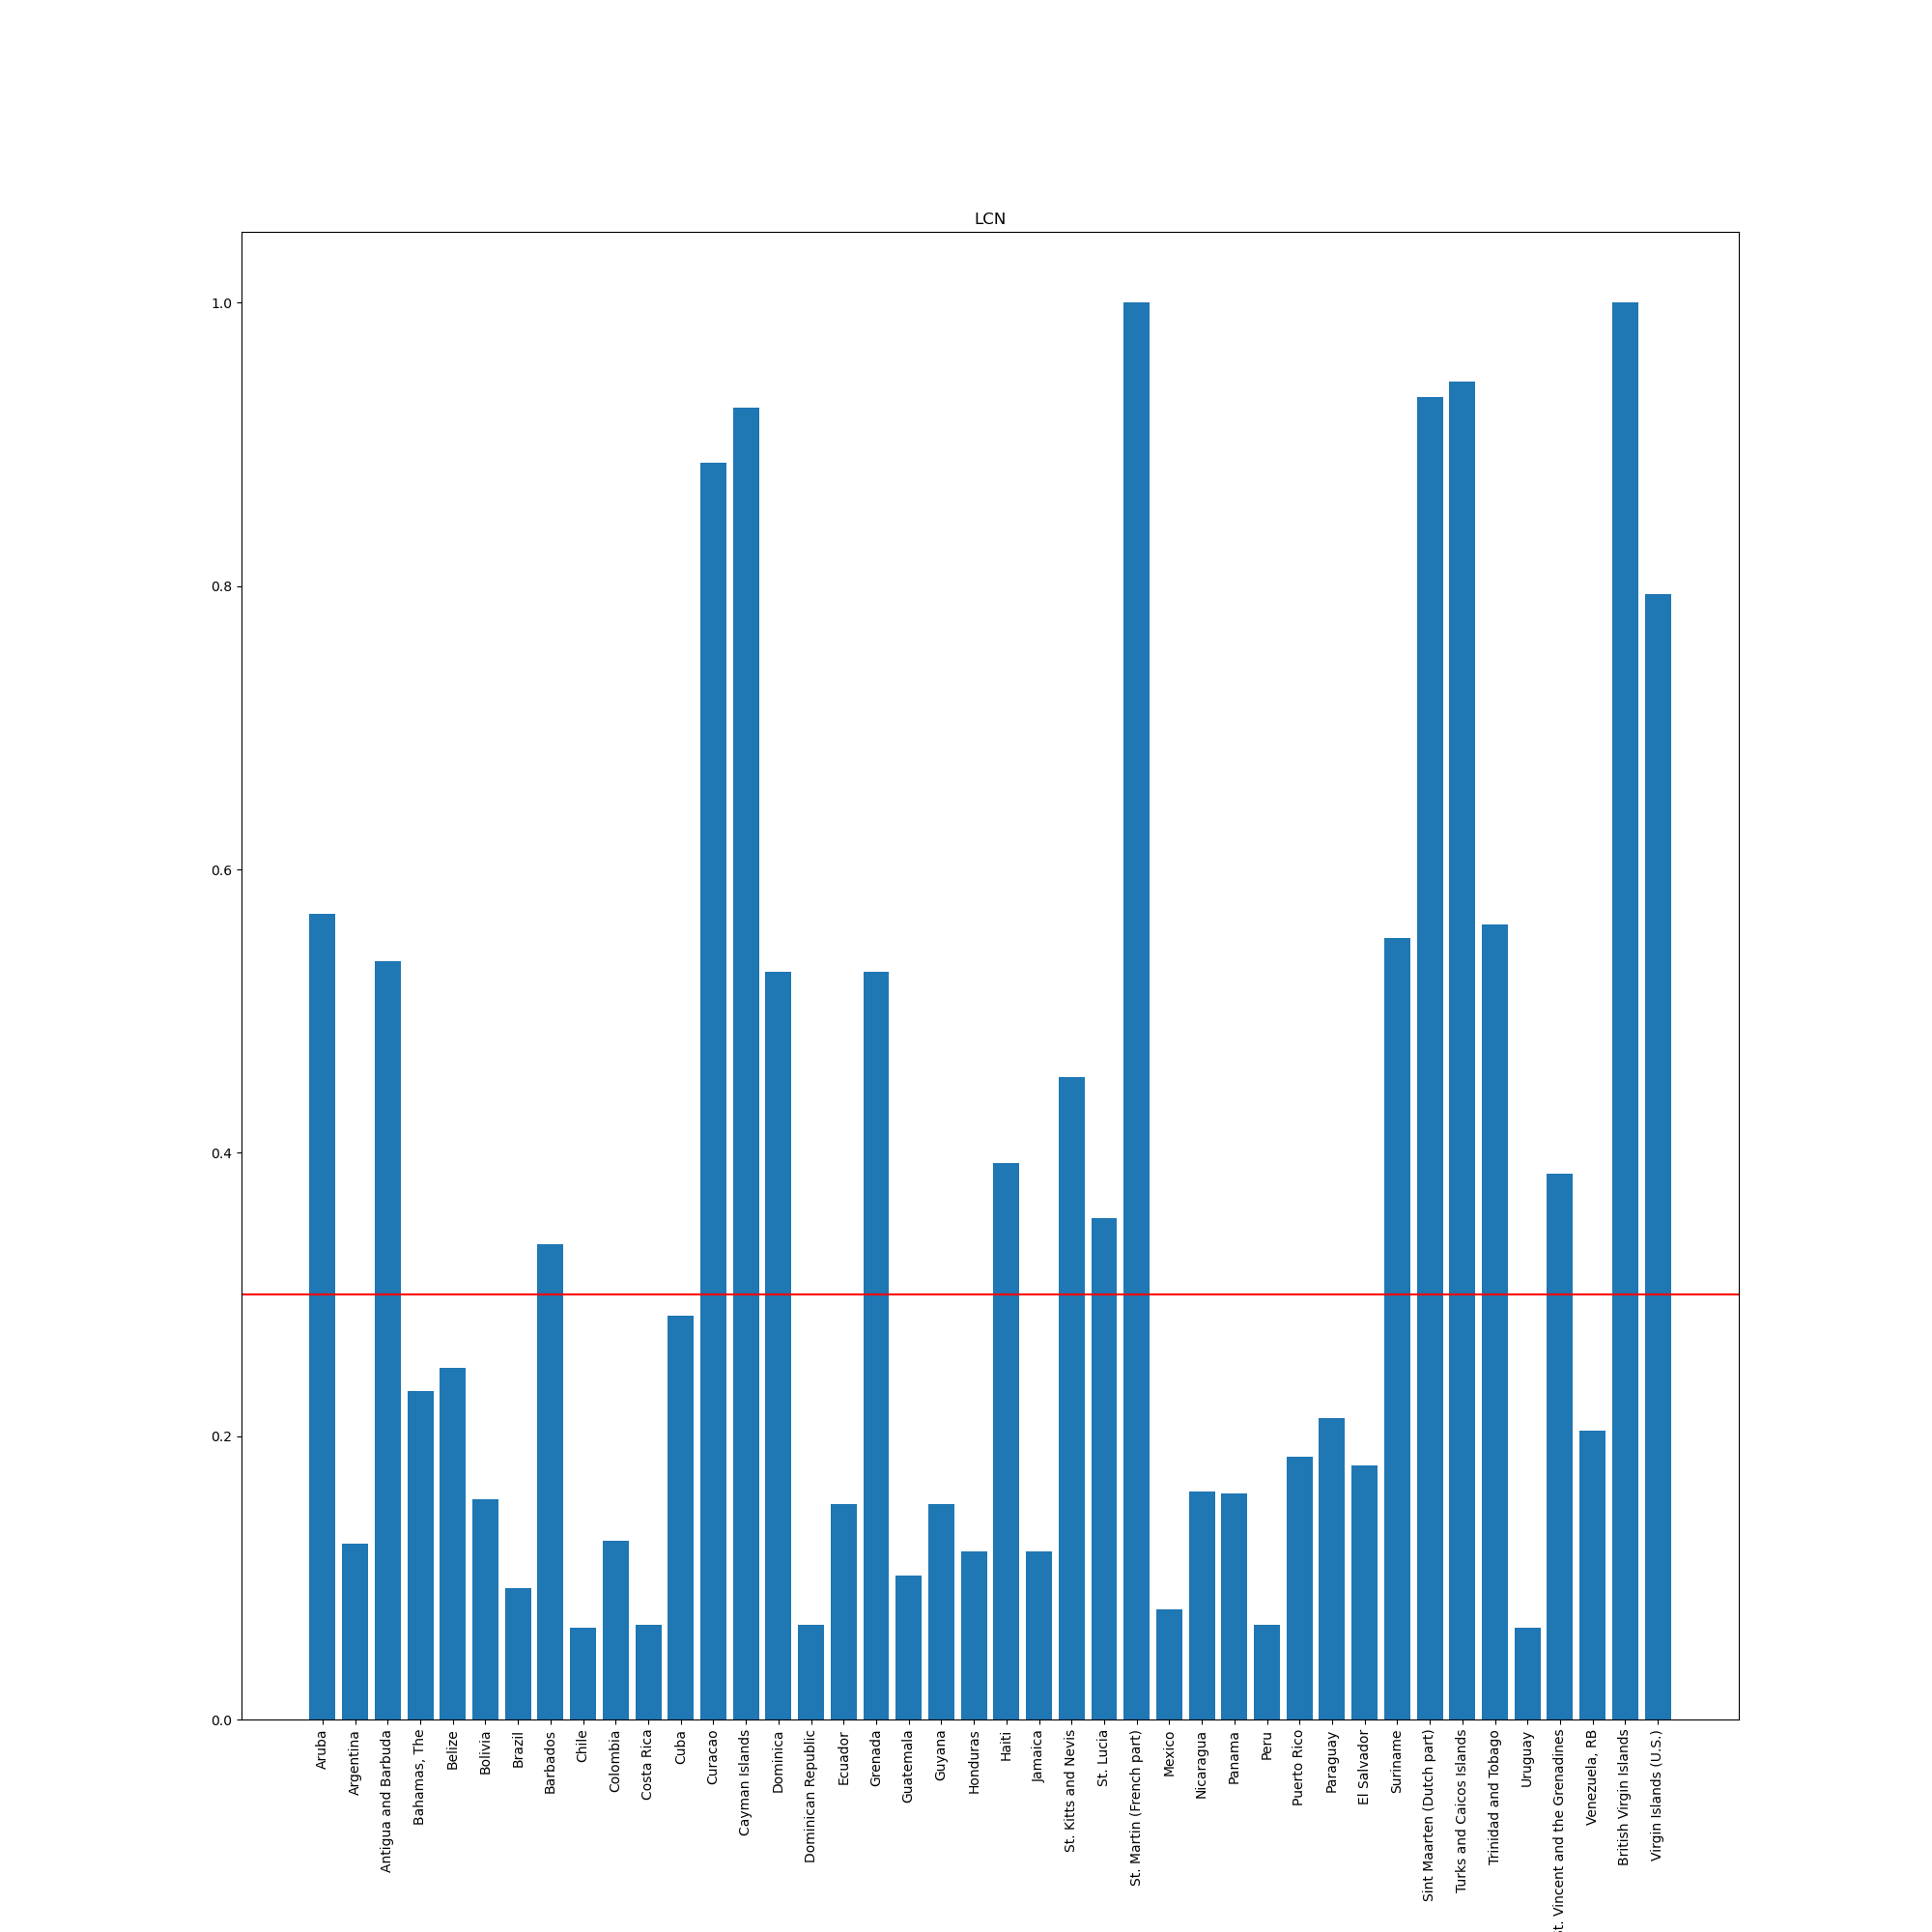 LCN
1.0
0.8
0.6
0.4
0.2
0.0
Aruba
Argentina
Antigua and Barbuda
Bahamas, The
Belize
Bolivia
Brazil
Barbados
Chile
Colombia
Costa Rica
Cuba
Curacao
Cayman Islands
Dominica
Dominican Republic
Ecuador
Grenada
Guatemala
Guyana
Honduras
Haiti
Jamaica
St. Kitts and Nevis
St. Lucia
St. Martin (French part)
Mexico
Nicaragua
Panama
Peru
Puerto Rico
Paraguay
El Salvador
Suriname
Sint Maarten (Dutch part)
Turks and Caicos Islands
Trinidad and Tobago
Uruguay
t. Vincent and the Grenadines
Venezuela, RB
British Virgin Islands
Virgin Islands (U.S.)